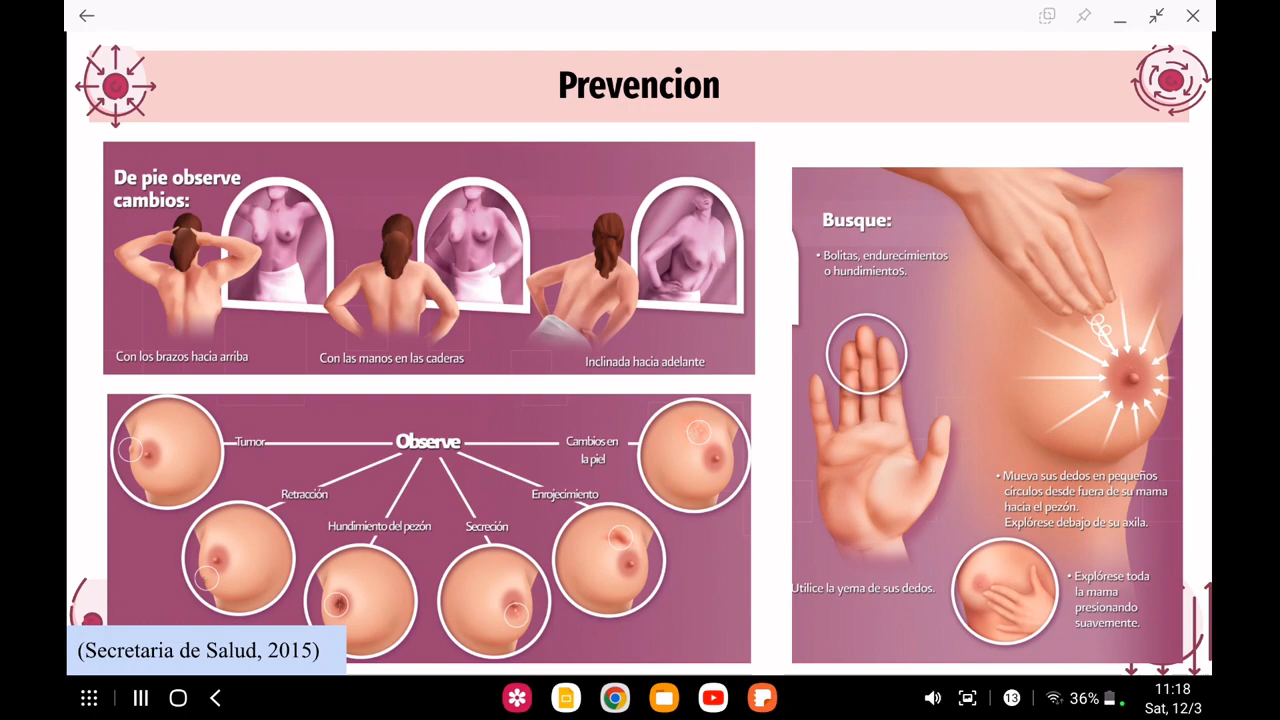 Prevencion
De pie observe
cambios:
Con los brazos hacia arriba
Con las manos en las caderas
Inclinada hacia adelante
Observe
Tumor
Retracción
Hundimiento del pezón
Secreción
Enrojecimiento
Cambios en
la piel
(Secretaria de Salud, 2015)
Busque:
• Bolitas, endurecimientos
o hundimientos.
• Mueva sus dedos en pequeños
círculos desde fuera de su mama
hacia el pezón.
Explórese debajo de su axila.
Utilice la yema de sus dedos.
• Explórese toda
la mama
presionando
suavemente.
13
36%
11:18
Sat, 12/3